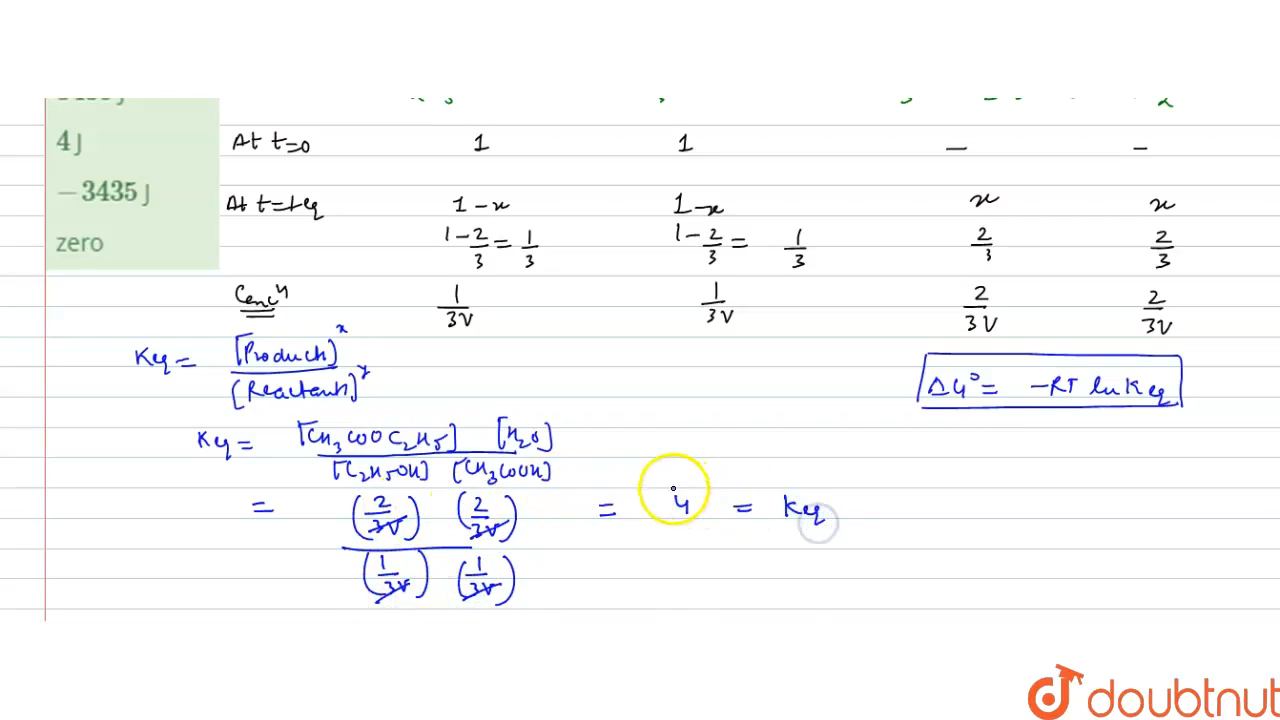 4 J
At t=0 1 1 — —
− 3435 J
At t=teq 1-x 1-x x x
1-2/3 = 1/3 1-2/3 = 1/3 2/3 2/3
zero
Concn 1/3V 1/3V 2/3V 2/3V
Keq = [Product]^x / [Reactant]^y
ΔG° = -RT ln Keq
Keq = [CH3COOC2H5] [H2O] / [C2H5OH] [CH3COOH]
= (2/3V) (2/3V) / (1/3V) (1/3V) = 4 = Keq
doubtnut